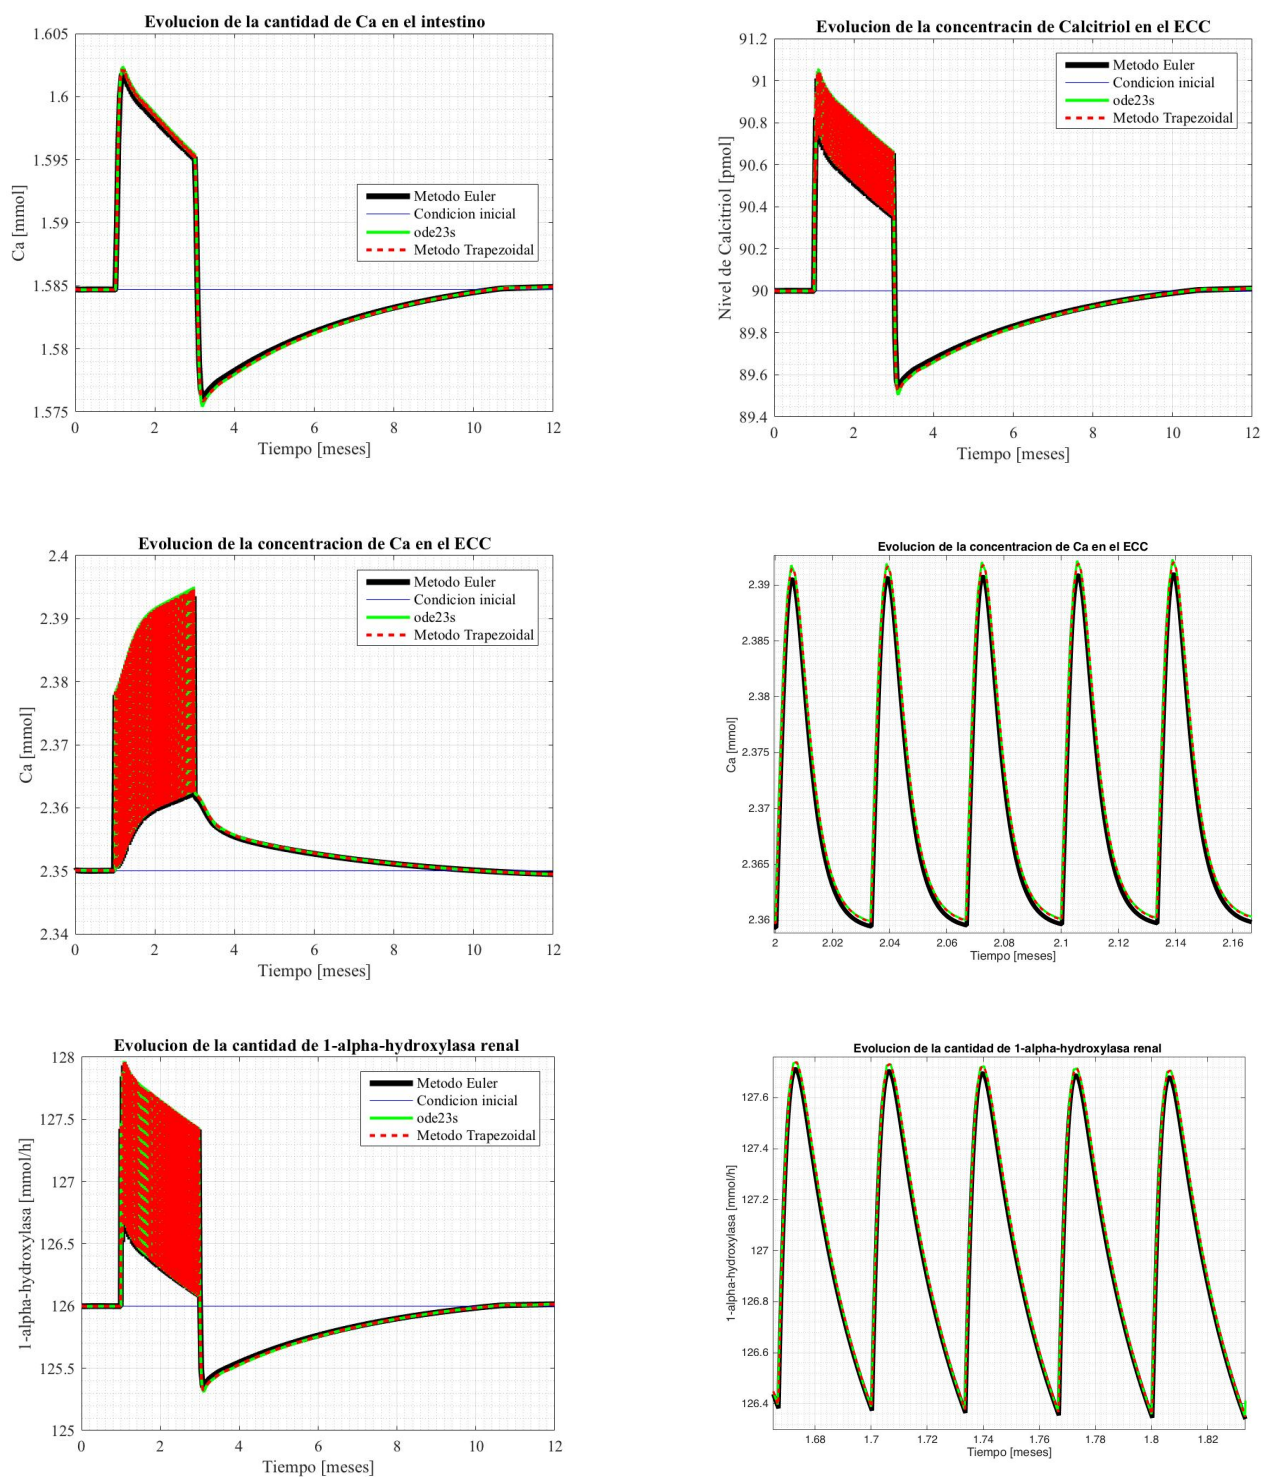 Evolucion de la cantidad de Ca en el intestino
1.605
1.6
1.595
1.59
1.585
1.58
1.575
Ca [mmol]
Metodo Euler
Condicion inicial
ode23s
Metodo Trapezoidal
0 2 4 6 8 10 12
Tiempo [meses]
Evolucion de la concentracin de Calcitriol en el ECC
91.2
91
90.8
90.6
90.4
90.2
90
89.8
89.6
89.4
Nivel de Calcitriol [pmol]
Metodo Euler
Condicion inicial
ode23s
Metodo Trapezoidal
0 2 4 6 8 10 12
Tiempo [meses]
Evolucion de la concentracion de Ca en el ECC
2.4
2.39
2.38
2.37
2.36
2.35
2.34
Ca [mmol]
Metodo Euler
Condicion inicial
ode23s
Metodo Trapezoidal
0 2 4 6 8 10 12
Tiempo [meses]
Evolucion de la concentracion de Ca en el ECC
2.39
2.385
2.38
2.375
2.37
2.365
2.36
Ca [mmol]
2 2.02 2.04 2.06 2.08 2.1 2.12 2.14 2.16
Tiempo [meses]
Evolucion de la cantidad de 1-alpha-hydroxylasa renal
128
127.5
127
126.5
126
125.5
125
1-alpha-hydroxylasa [mmol/h]
Metodo Euler
Condicion inicial
ode23s
Metodo Trapezoidal
0 2 4 6 8 10 12
Tiempo [meses]
Evolucion de la cantidad de 1-alpha-hydroxylasa renal
127.6
127.4
127.2
127
126.8
126.6
126.4
1-alpha-hydroxylasa [mmol/h]
1.68 1.7 1.72 1.74 1.76 1.78 1.8 1.82
Tiempo [meses]